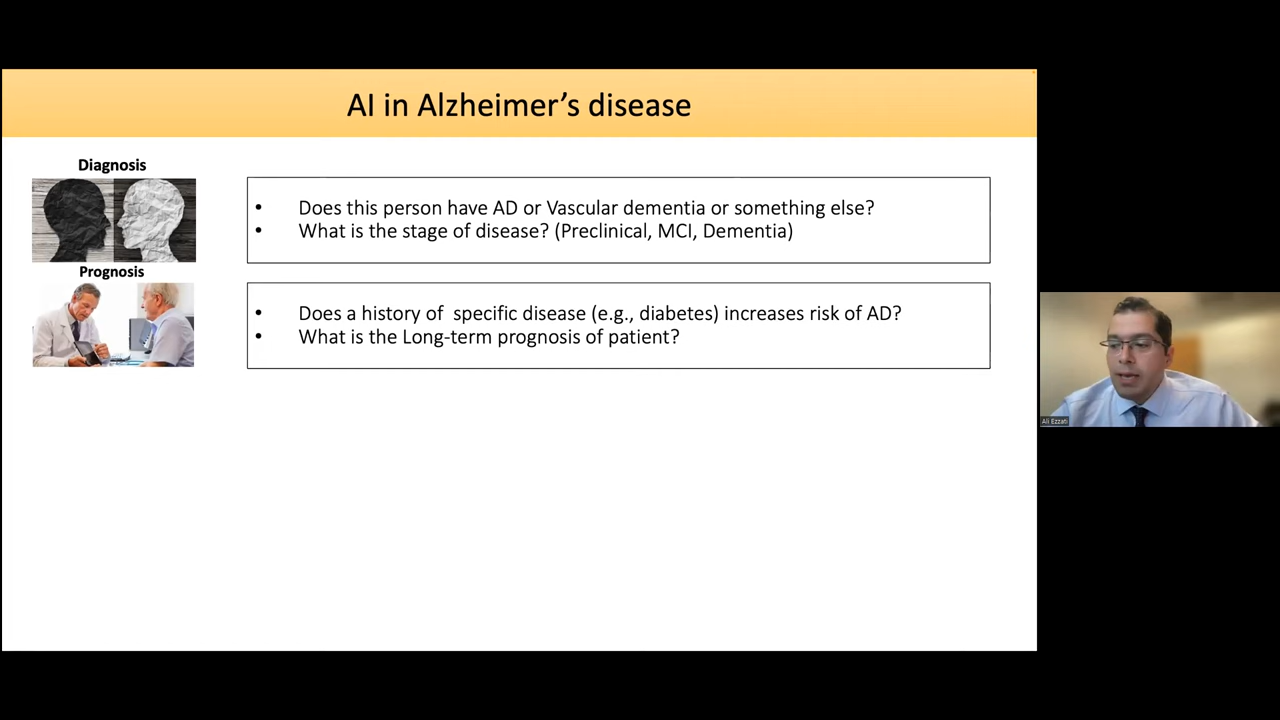 AI in Alzheimer’s disease
Diagnosis
• Does this person have AD or Vascular dementia or something else?
• What is the stage of disease? (Preclinical, MCI, Dementia)
Prognosis
• Does a history of  specific disease (e.g., diabetes) increases risk of AD?
• What is the Long-term prognosis of patient?
Ali Ezzati